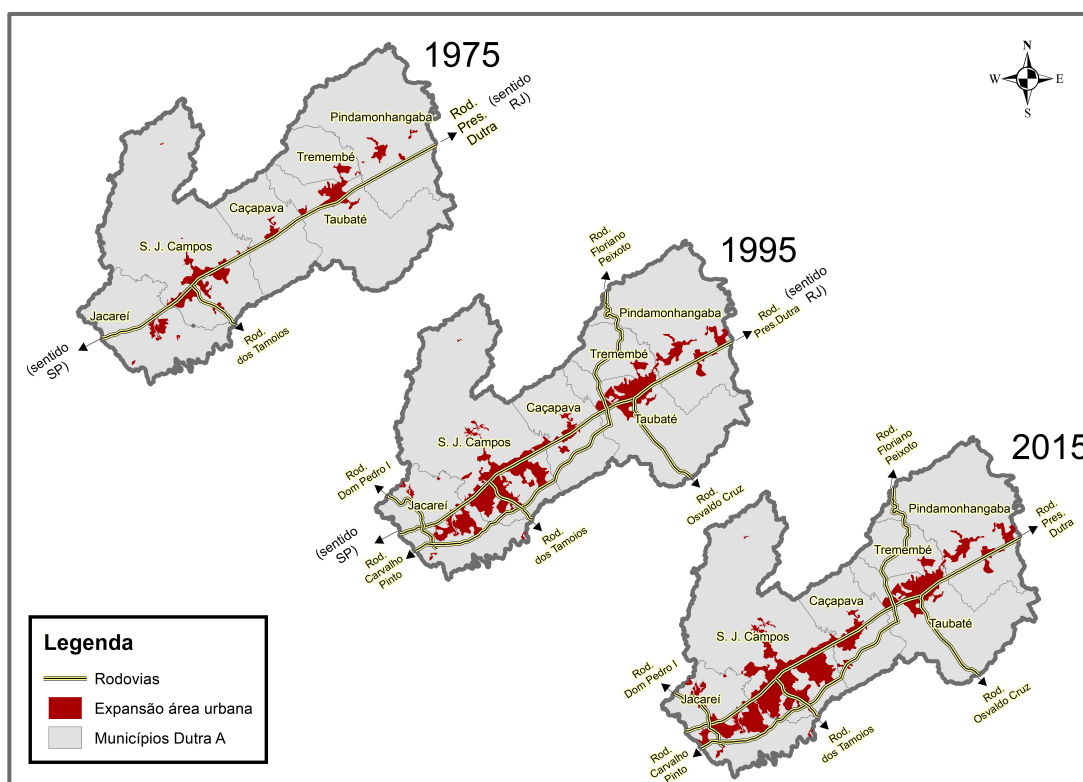 1975
N
W
E
S
(sentido
RJ)
Rod.
Pres.
Dutra
Pindamonhangaba
Tremembé
Taubaté
Caçapava
S. J. Campos
Jacareí
Rod.
dos Tamoios
(sentido
SP)
1995
Rod.
Floriano
Peixoto
(sentido
RJ)
Rod.
Pres.Dutra
Pindamonhangaba
Tremembé
Taubaté
Caçapava
S. J. Campos
Rod.
Dom Pedro I
Jacareí
(sentido
SP)
Rod.
Carvalho
Pinto
Rod.
dos Tamoios
Rod.
Osvaldo Cruz
2015
Rod.
Floriano
Peixoto
Rod.
Pres.
Dutra
Pindamonhangaba
Tremembé
Taubaté
Caçapava
S. J. Campos
Rod.
Dom Pedro I
Jacareí
Rod.
Carvalho
Pinto
Rod.
dos Tamoios
Rod.
Osvaldo Cruz
Legenda
Rodovias
Expansão área urbana
Municípios Dutra A